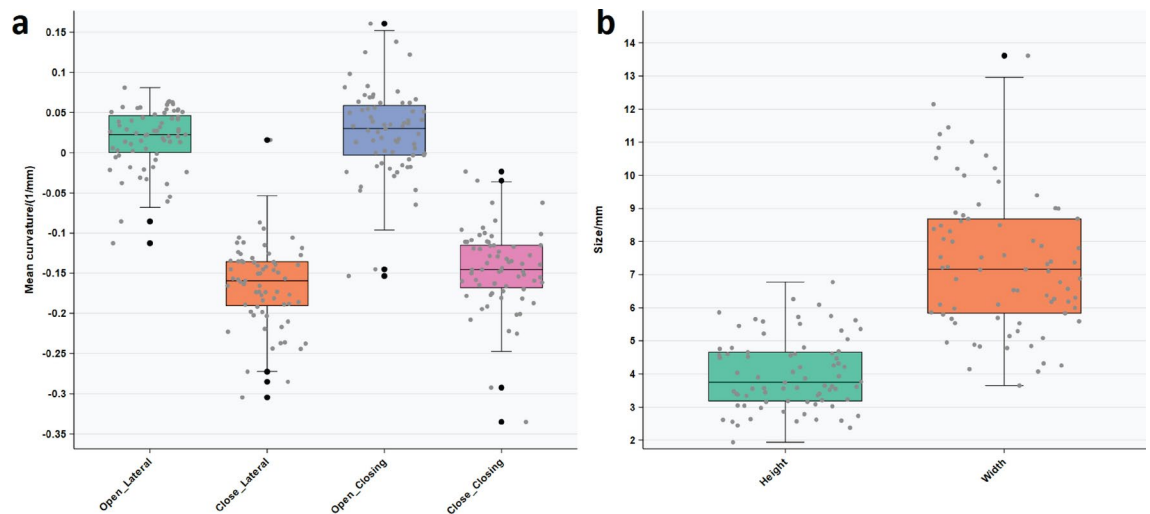 a
Mean curvature/(1/mm)
0.15
0.1
0.05
0
-0.05
-0.1
-0.15
-0.2
-0.25
-0.3
-0.35
Open_Lateral
Close_Lateral
Open_Closing
Close_Closing
b
Size/mm
14
13
12
11
10
9
8
7
6
5
4
3
2
Height
Width